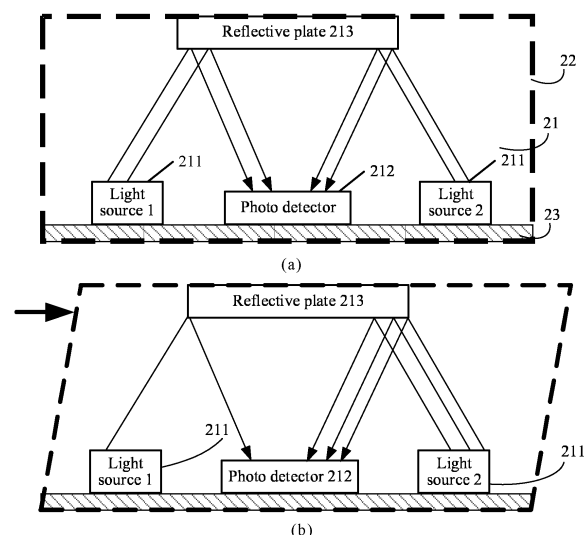 Reflective plate 213
22
21
211
212
211
Light
source 1
Photo detector
Light
source 2
23
(a)
Reflective plate 213
211
211
Light
source 1
Photo detector 212
Light
source 2
(b)